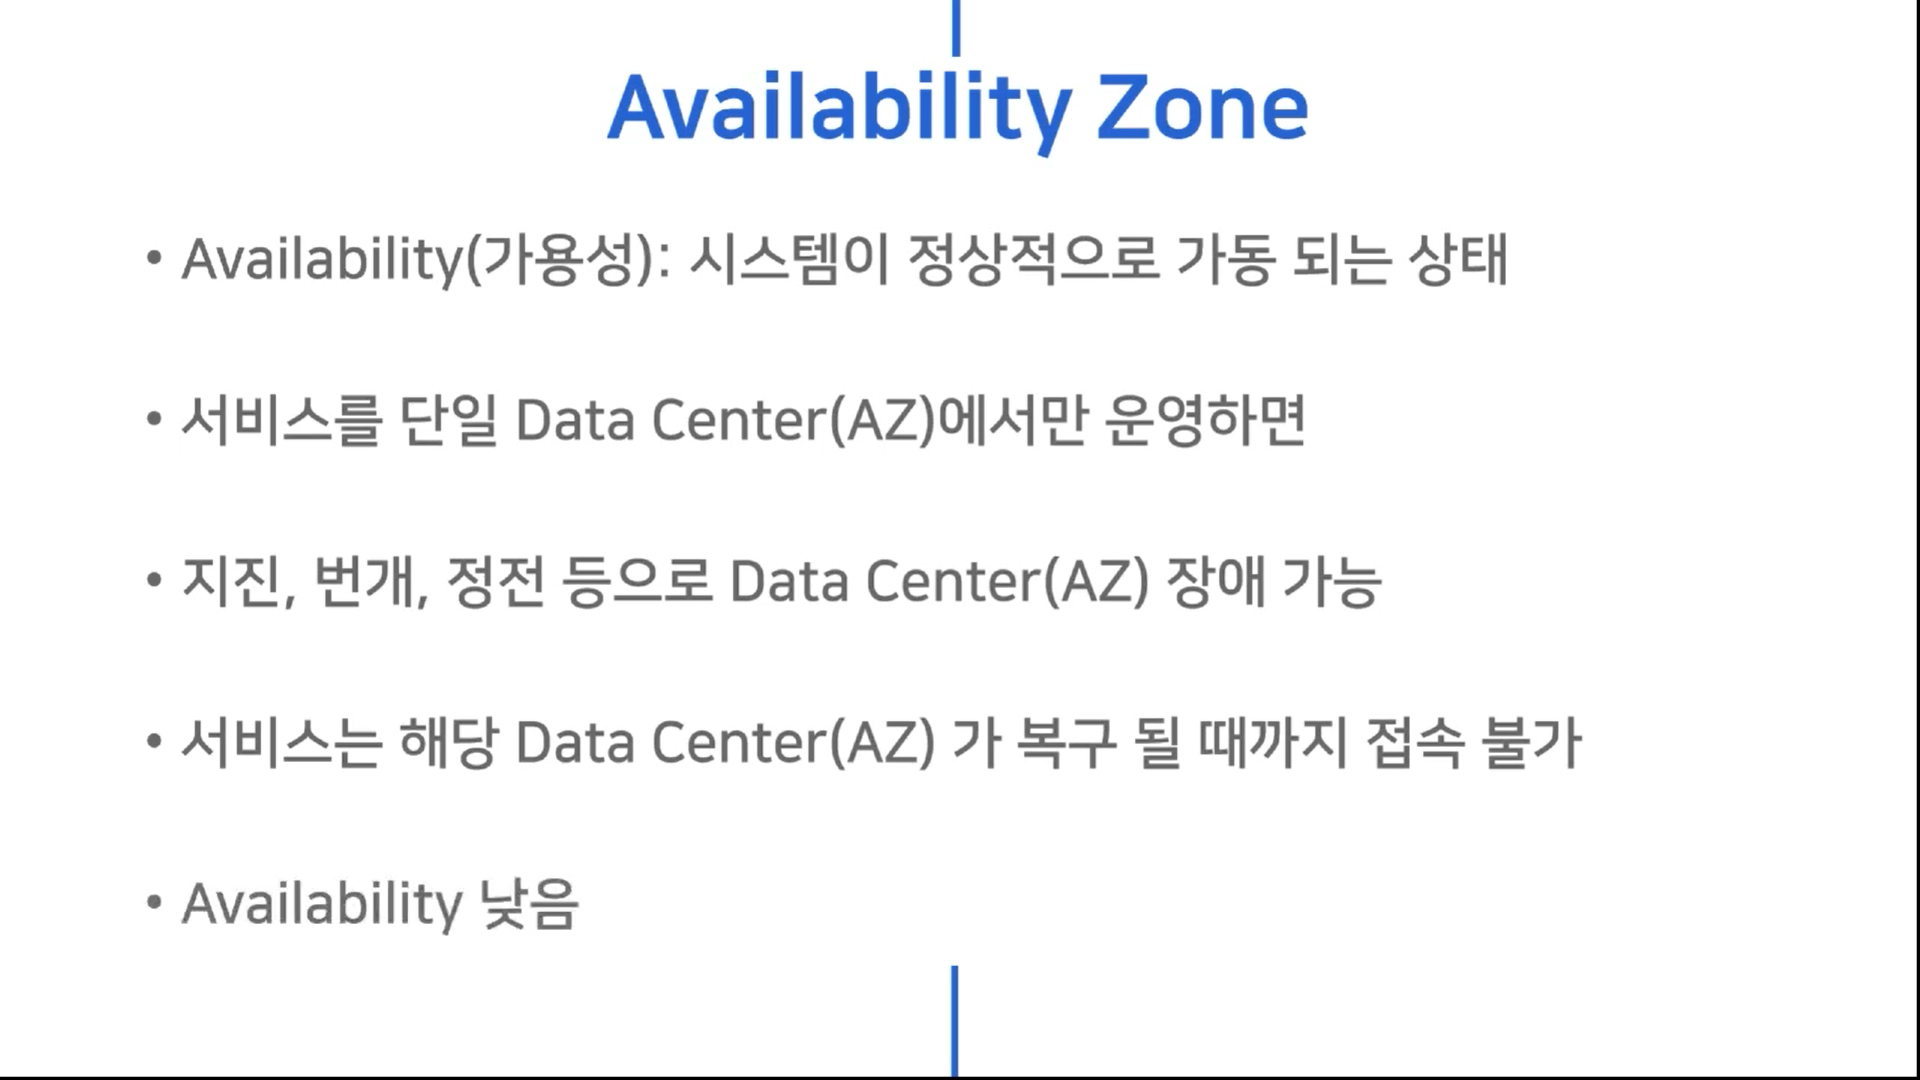 Availability Zone
• Availability(가용성): 시스템이 정상적으로 가동 되는 상태
• 서비스를 단일 Data Center(AZ)에서만 운영하면
• 지진, 번개, 정전 등으로 Data Center(AZ) 장애 가능
• 서비스는 해당 Data Center(AZ) 가 복구 될 때까지 접속 불가
• Availability 낮음